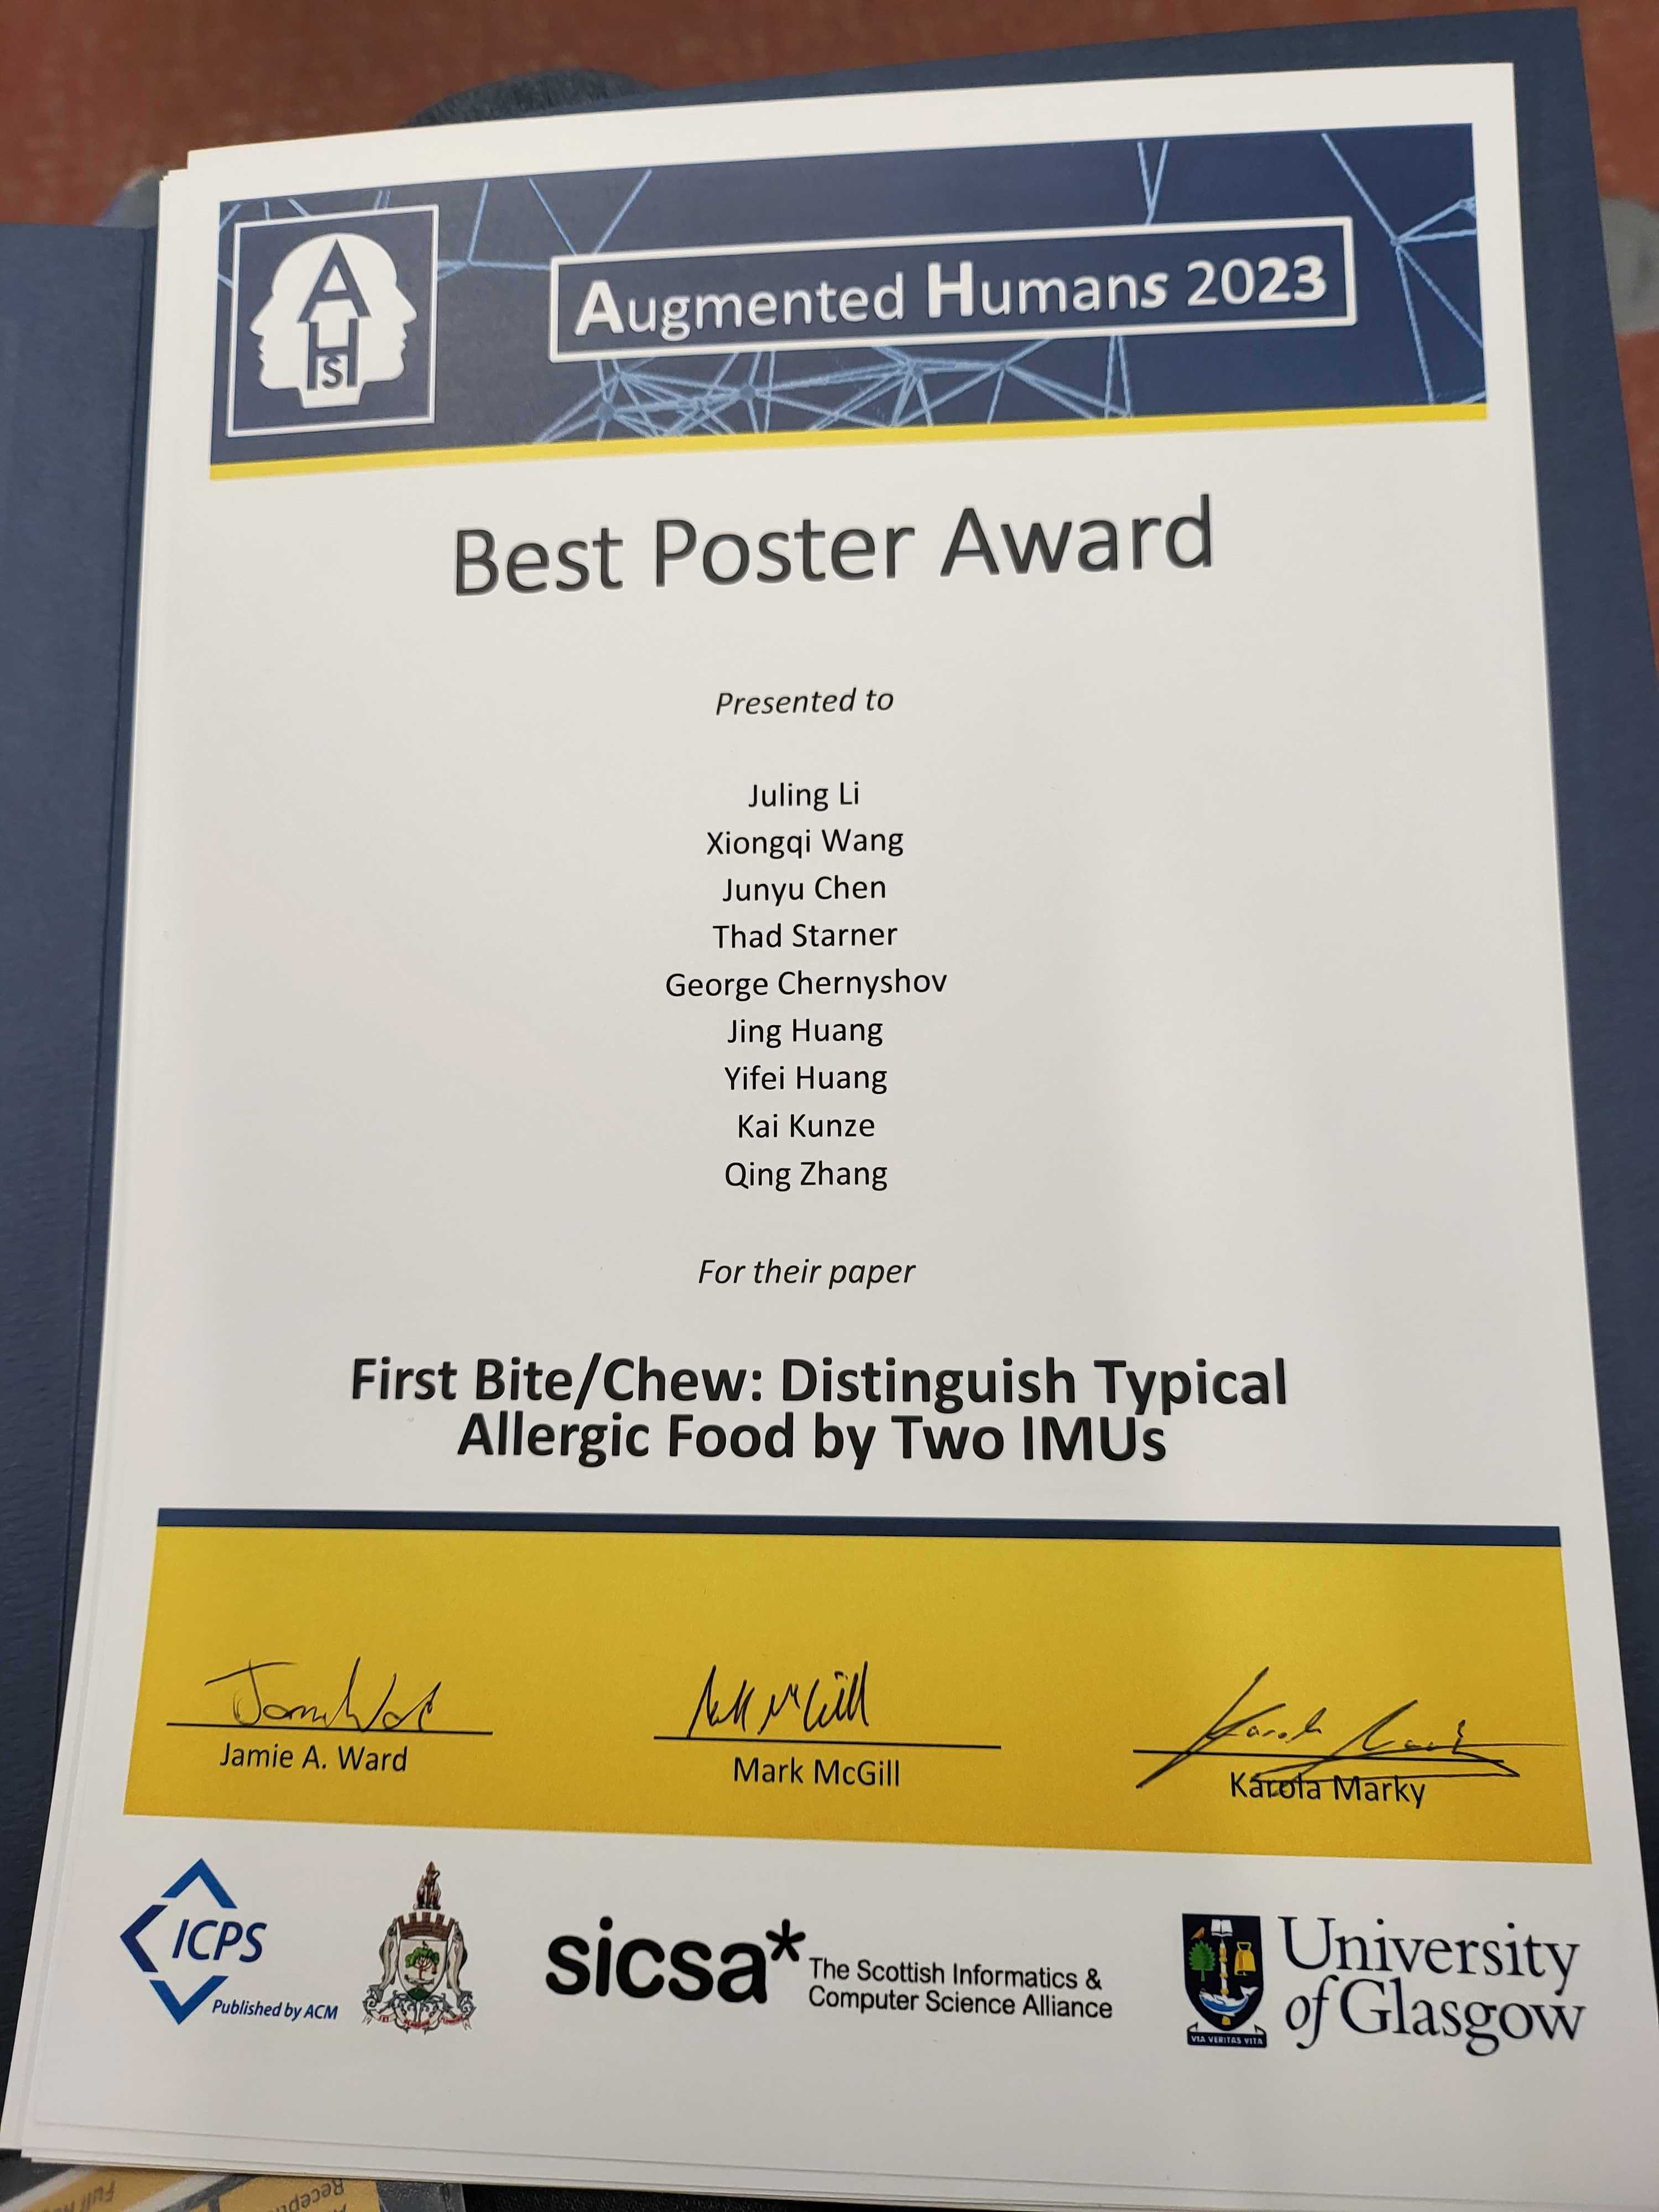 AHs
Augmented Humans 2023
Best Poster Award
Presented to
Juling Li
Xiongqi Wang
Junyu Chen
Thad Starner
George Chernyshov
Jing Huang
Yifei Huang
Kai Kunze
Qing Zhang
For their paper
First Bite/Chew: Distinguish Typical
Allergic Food by Two IMUs
Jamie A. Ward
Mark McGill
Karola Marky
ICPS
Published by ACM
sicsa*
The Scottish Informatics &
Computer Science Alliance
University
of Glasgow
VIA VERITAS VITA